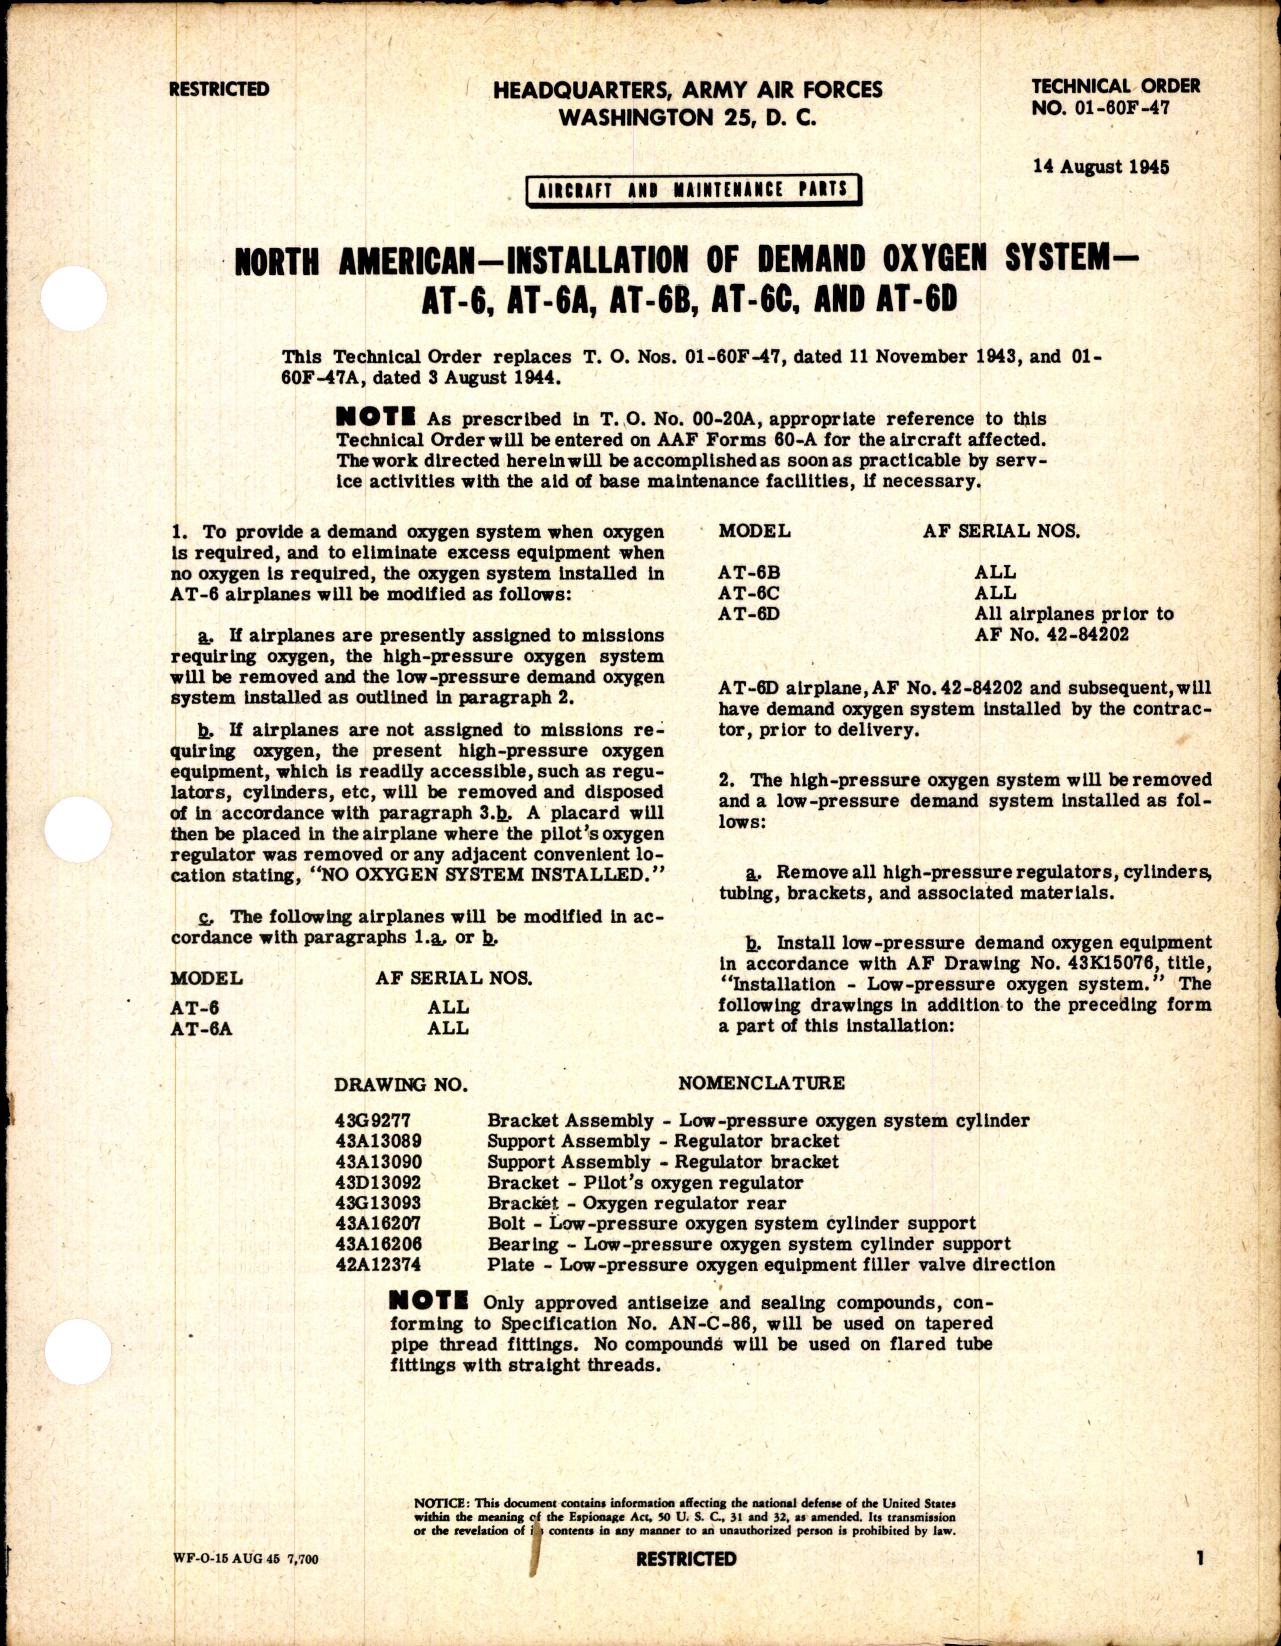 RESTRICTED
HEADQUARTERS, ARMY AIR FORCES
WASHINGTON 25, D. C.
TECHNICAL ORDER
NO. 01-60F-47
14 August 1945
AIRCRAFT AND MAINTENANCE PARTS
NORTH AMERICAN—INSTALLATION OF DEMAND OXYGEN SYSTEM—
AT-6, AT-6A, AT-6B, AT-6C, AND AT-6D
This Technical Order replaces T. O. Nos. 01-60F-47, dated 11 November 1943, and 01-
60F-47A, dated 3 August 1944.
NOTE As prescribed in T. O. No. 00-20A, appropriate reference to this
Technical Order will be entered on AAF Forms 60-A for the aircraft affected.
The work directed herein will be accomplished as soon as practicable by serv-
ice activities with the aid of base maintenance facilities, if necessary.
1. To provide a demand oxygen system when oxygen
is required, and to eliminate excess equipment when
no oxygen is required, the oxygen system installed in
AT-6 airplanes will be modified as follows:
a. If airplanes are presently assigned to missions
requiring oxygen, the high-pressure oxygen system
will be removed and the low-pressure demand oxygen
system installed as outlined in paragraph 2.
b. If airplanes are not assigned to missions re-
quiring oxygen, the present high-pressure oxygen
equipment, which is readily accessible, such as regu-
lators, cylinders, etc, will be removed and disposed
of in accordance with paragraph 3.b. A placard will
then be placed in the airplane where the pilot's oxygen
regulator was removed or any adjacent convenient lo-
cation stating, "NO OXYGEN SYSTEM INSTALLED."
c. The following airplanes will be modified in ac-
cordance with paragraphs 1.a. or b.
MODEL AF SERIAL NOS.
AT-6 ALL
AT-6A ALL
MODEL AF SERIAL NOS.
AT-6B ALL
AT-6C ALL
AT-6D All airplanes prior to
AF No. 42-84202
AT-6D airplane, AF No. 42-84202 and subsequent, will
have demand oxygen system installed by the contrac-
tor, prior to delivery.
2. The high-pressure oxygen system will be removed
and a low-pressure demand system installed as fol-
lows:
a. Remove all high-pressure regulators, cylinders,
tubing, brackets, and associated materials.
b. Install low-pressure demand oxygen equipment
in accordance with AF Drawing No. 43K15076, title,
"Installation - Low-pressure oxygen system." The
following drawings in addition to the preceding form
a part of this installation:
DRAWING NO. NOMENCLATURE
43G9277 Bracket Assembly - Low-pressure oxygen system cylinder
43A13089 Support Assembly - Regulator bracket
43A13090 Support Assembly - Regulator bracket
43D13092 Bracket - Pilot's oxygen regulator
43G13093 Bracket - Oxygen regulator rear
43A16207 Bolt - Low-pressure oxygen system cylinder support
43A16206 Bearing - Low-pressure oxygen system cylinder support
42A12374 Plate - Low-pressure oxygen equipment filler valve direction
NOTE Only approved antiseize and sealing compounds, con-
forming to Specification No. AN-C-86, will be used on tapered
pipe thread fittings. No compounds will be used on flared tube
fittings with straight threads.
NOTICE: This document contains information affecting the national defense of the United States
within the meaning of the Espionage Act, 50 U. S. C., 31 and 32, as amended. Its transmission
or the revelation of its contents in any manner to an unauthorized person is prohibited by law.
WF-O-15 AUG 45 7,700
RESTRICTED
1